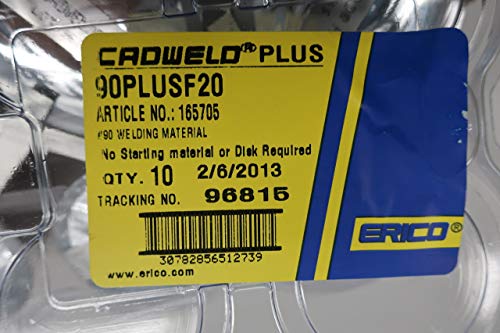 CADWELD® PLUS
90PLUSF20
ARTICLE NO.: 165705
#90 WELDING MATERIAL
No Starting material or Disk Required
QTY. 10 2/6/2013
TRACKING NO. 96815
30782856512739
www.erico.com
ERICO®